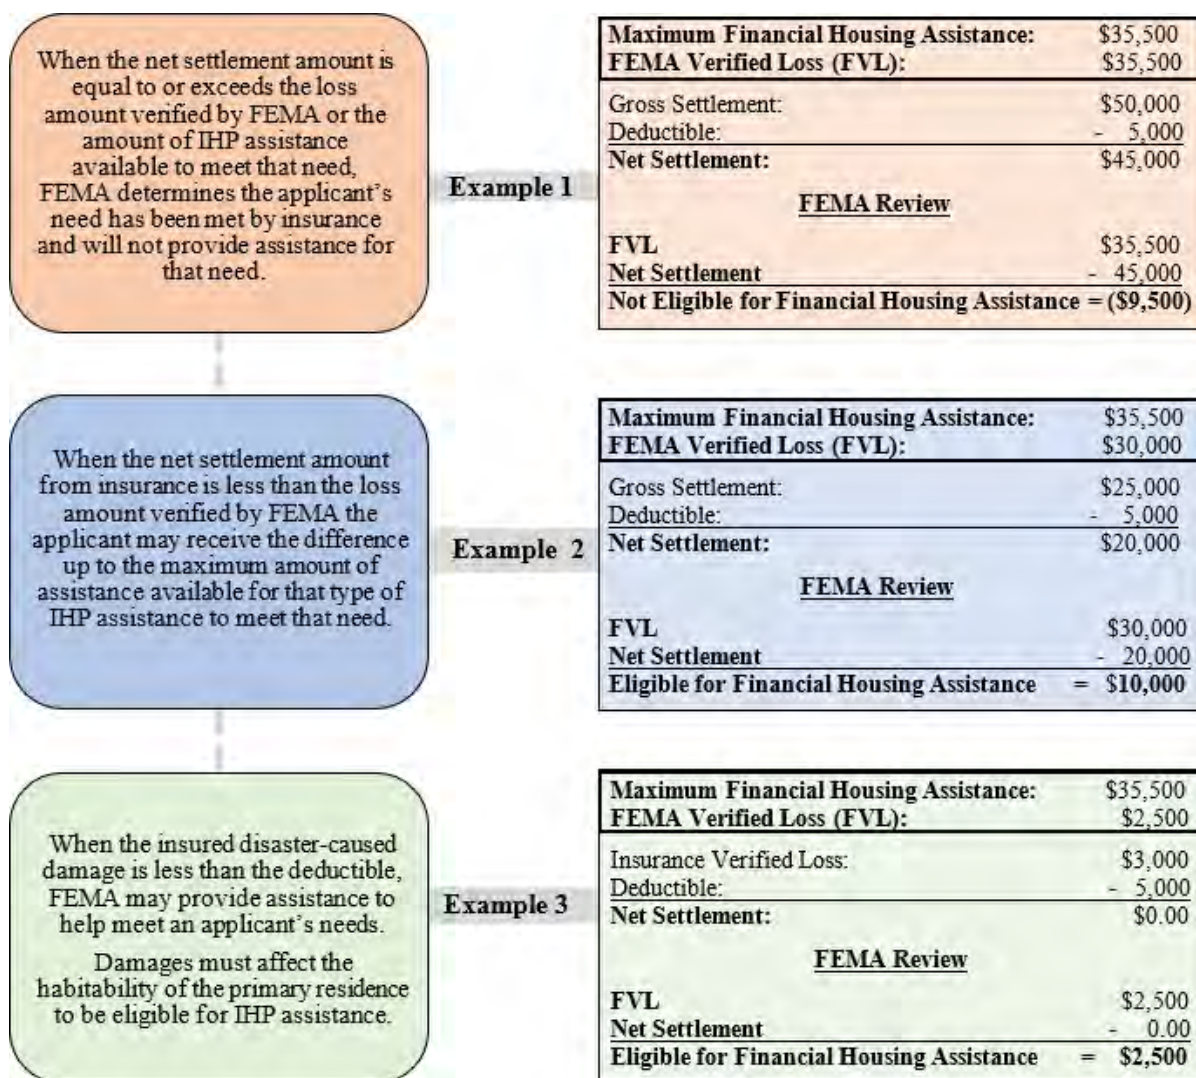 When the net settlement amount is
equal to or exceeds the loss
amount verified by FEMA or the
amount of IHP assistance
available to meet that need,
FEMA determines the applicant's
need has been met by insurance
and will not provide assistance for
that need.
Example 1
Maximum Financial Housing Assistance: $35,500
FEMA Verified Loss (FVL): $35,500
Gross Settlement: $50,000
Deductible: - 5,000
Net Settlement: $45,000
FEMA Review
FVL $35,500
Net Settlement - 45,000
Not Eligible for Financial Housing Assistance = ($9,500)
When the net settlement amount
from insurance is less than the loss
amount verified by FEMA the
applicant may receive the difference
up to the maximum amount of
assistance available for that type of
IHP assistance to meet that need.
Example 2
Maximum Financial Housing Assistance: $35,500
FEMA Verified Loss (FVL): $30,000
Gross Settlement: $25,000
Deductible: - 5,000
Net Settlement: $20,000
FEMA Review
FVL $30,000
Net Settlement - 20,000
Eligible for Financial Housing Assistance = $10,000
When the insured disaster-caused
damage is less than the deductible,
FEMA may provide assistance to
help meet an applicant's needs.
Damages must affect the
habitability of the primary residence
to be eligible for IHP assistance.
Example 3
Maximum Financial Housing Assistance: $35,500
FEMA Verified Loss (FVL): $2,500
Insurance Verified Loss: $3,000
Deductible: - 5,000
Net Settlement: $0.00
FEMA Review
FVL $2,500
Net Settlement - 0.00
Eligible for Financial Housing Assistance = $2,500